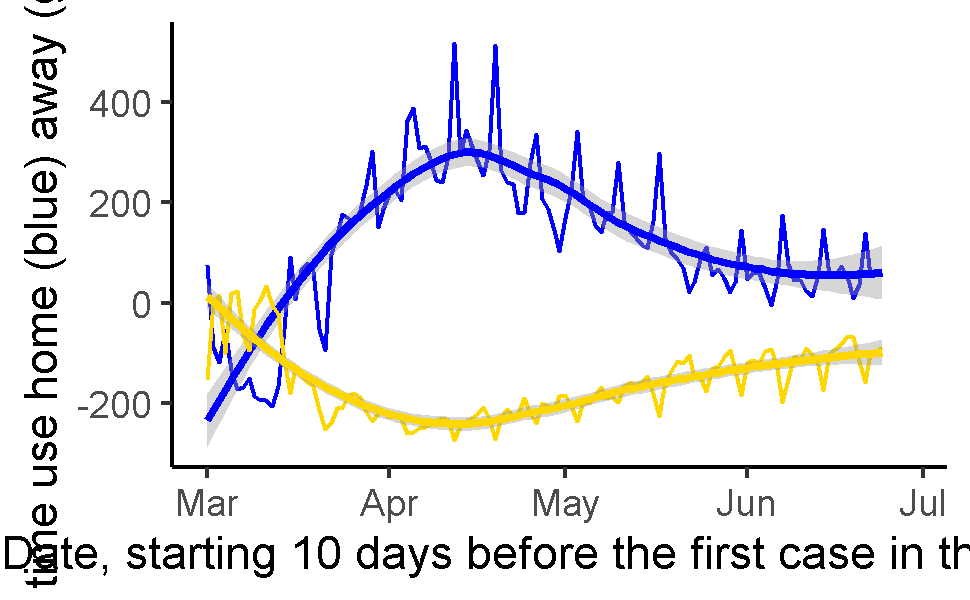 time use home (blue) away (
400
200
0
-200
Mar Apr May Jun Jul
Date, starting 10 days before the first case in th